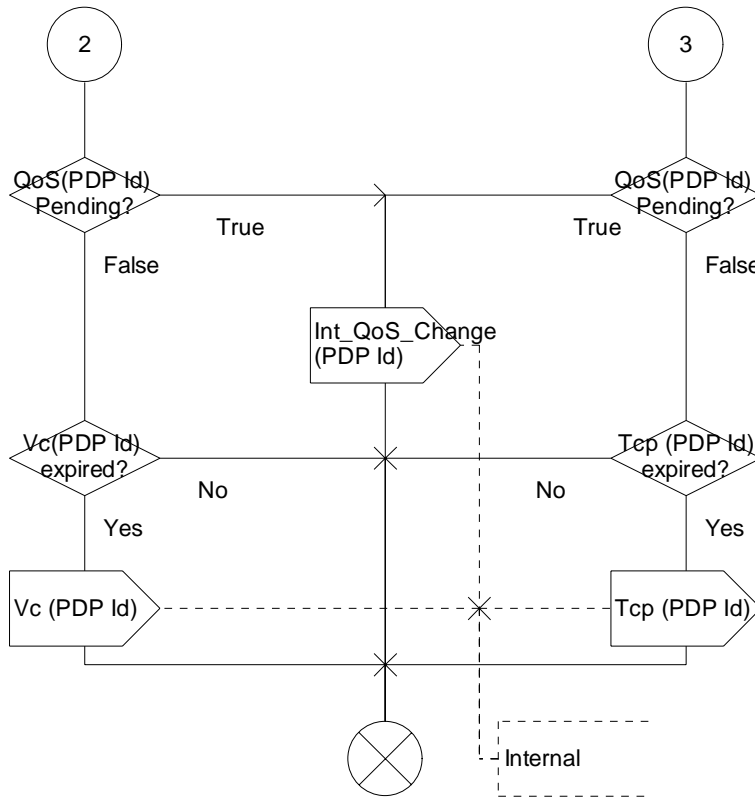 2
3
QoS(PDP Id)
Pending?
QoS(PDP Id)
Pending?
True
True
False
False
Int_QoS_Change
(PDP Id)
Vc(PDP Id)
expired?
Tcp (PDP Id)
expired?
No
No
Yes
Yes
Vc (PDP Id)
Tcp (PDP Id)
Internal